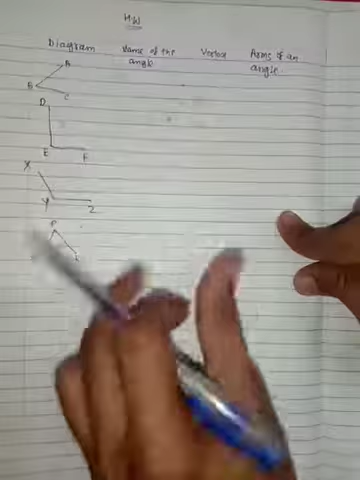 HW
Diagram Name of the angle Vertex Arms of an angle
A
B C
D
E F
X
Y Z
P